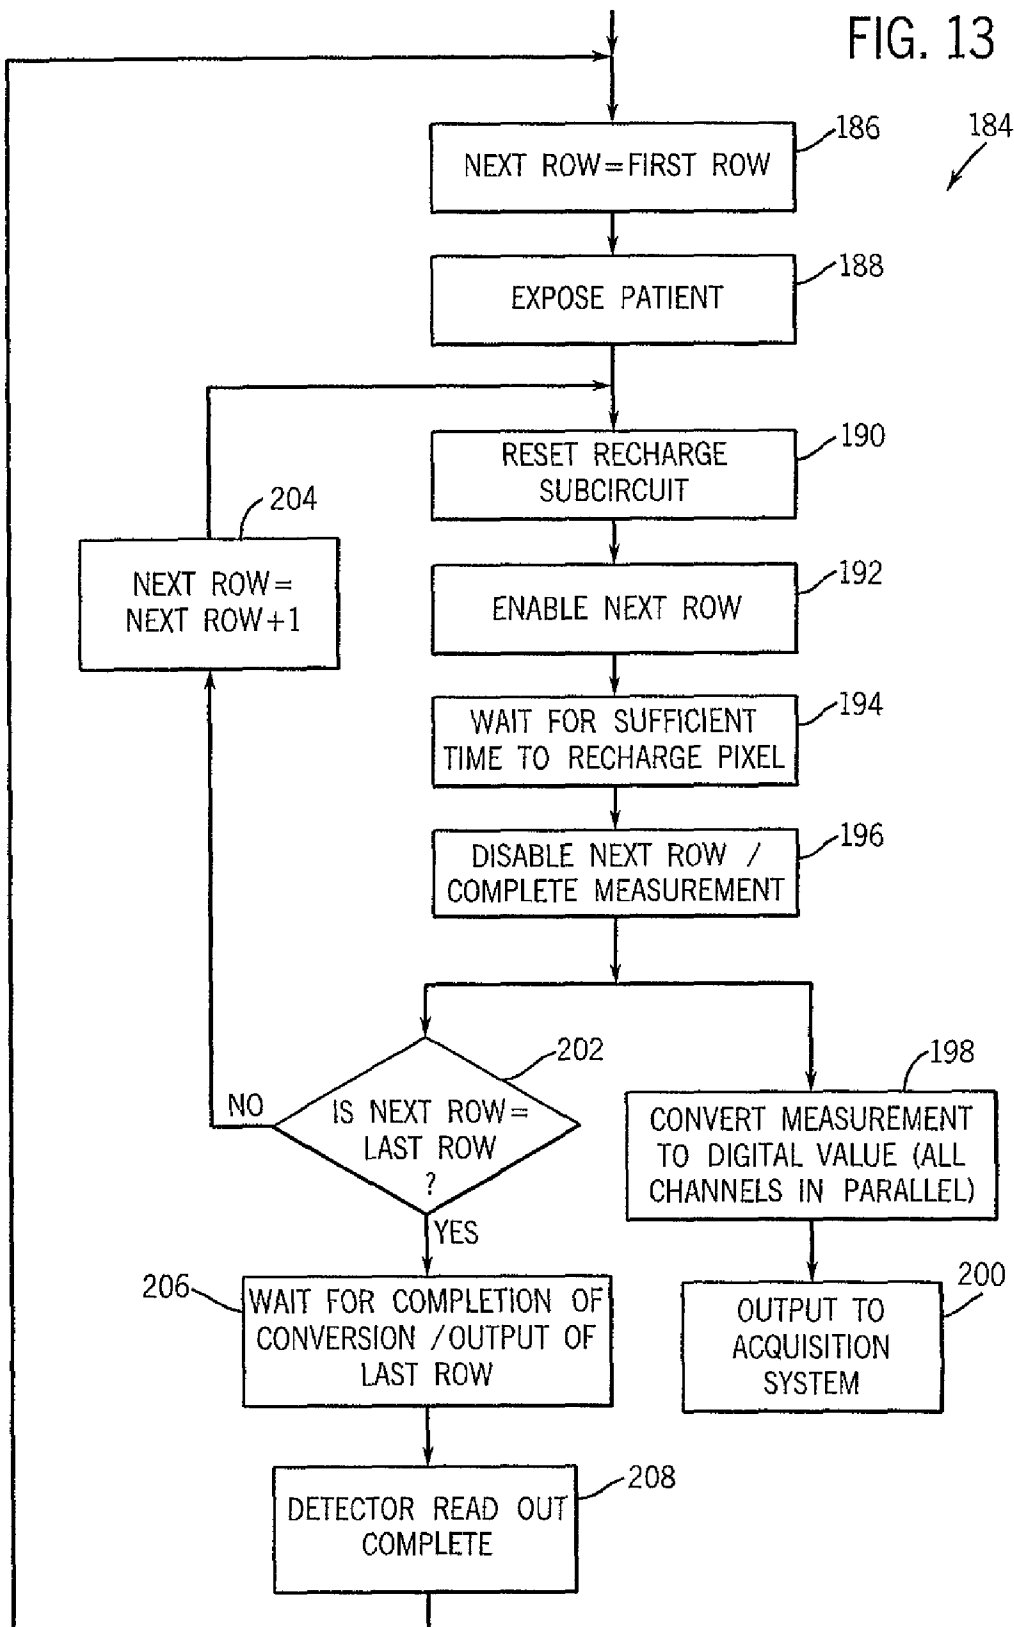 FIG. 13
184
186
NEXT ROW=FIRST ROW
188
EXPOSE PATIENT
190
RESET RECHARGE
SUBCIRCUIT
204
NEXT ROW=
NEXT ROW+1
192
ENABLE NEXT ROW
194
WAIT FOR SUFFICIENT
TIME TO RECHARGE PIXEL
196
DISABLE NEXT ROW /
COMPLETE MEASUREMENT
202
NO
IS NEXT ROW=
LAST ROW
?
YES
198
CONVERT MEASUREMENT
TO DIGITAL VALUE (ALL
CHANNELS IN PARALLEL)
206
WAIT FOR COMPLETION OF
CONVERSION /OUTPUT OF
LAST ROW
200
OUTPUT TO
ACQUISITION
SYSTEM
208
DETECTOR READ OUT
COMPLETE